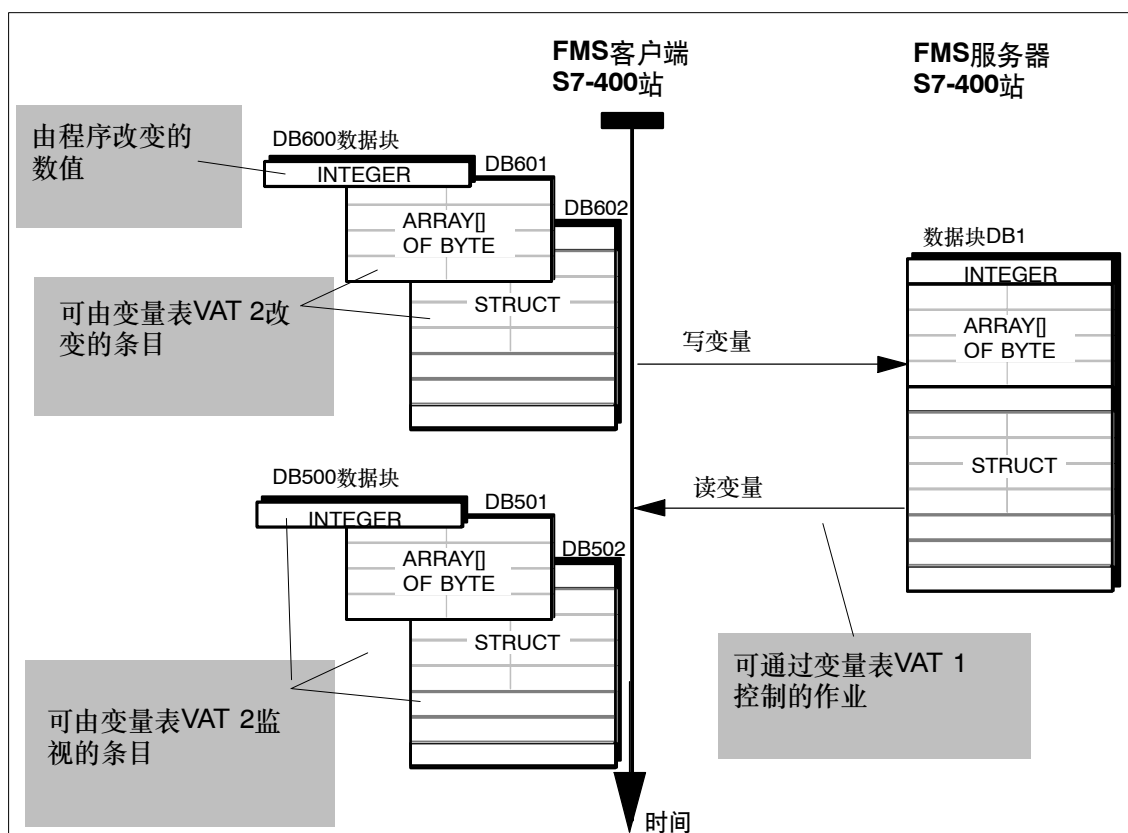 FMS客户端
S7-400站
FMS服务器
S7-400站
由程序改变的
数值
DB600数据块
INTEGER
DB601
ARRAY[]
OF BYTE
DB602
STRUCT
可由变量表VAT 2改
变的条目
数据块DB1
INTEGER
ARRAY[]
OF BYTE
STRUCT
写变量
读变量
DB500数据块
INTEGER
DB501
ARRAY[]
OF BYTE
DB502
STRUCT
可由变量表VAT 2监
视的条目
可通过变量表VAT 1
控制的作业
时间